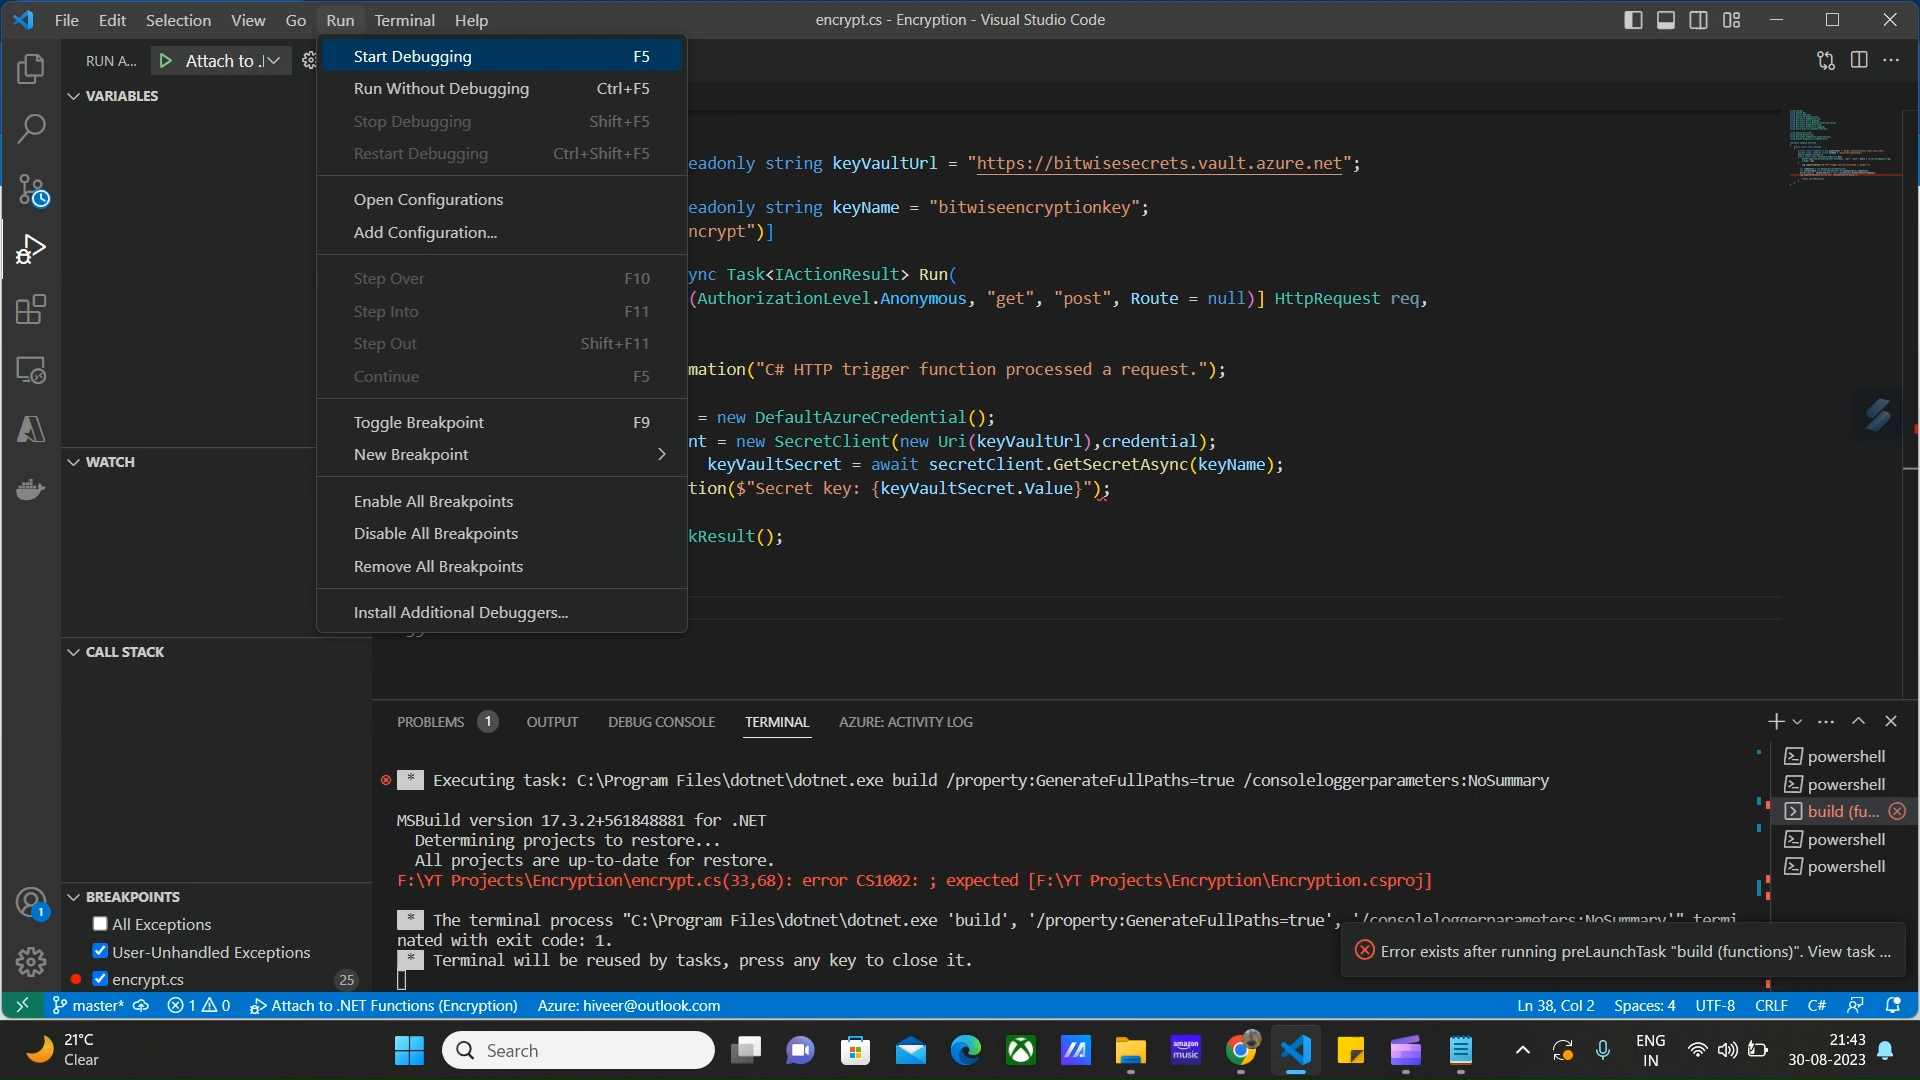 File Edit Selection View Go Run Terminal Help
encrypt.cs - Encryption - Visual Studio Code
RUN A... Attach to .
VARIABLES
WATCH
CALL STACK
BREAKPOINTS
All Exceptions
User-Unhandled Exceptions
encrypt.cs 25
1
Start Debugging F5
Run Without Debugging Ctrl+F5
Stop Debugging Shift+F5
Restart Debugging Ctrl+Shift+F5
Open Configurations
Add Configuration...
Step Over F10
Step Into F11
Step Out Shift+F11
Continue F5
Toggle Breakpoint F9
New Breakpoint
Enable All Breakpoints
Disable All Breakpoints
Remove All Breakpoints
Install Additional Debuggers...
eadonly string keyVaultUrl = "https://bitwisesecrets.vault.azure.net";
eadonly string keyName = "bitwiseencryptionkey";
ncrypt")]
ync Task<IActionResult> Run(
(AuthorizationLevel.Anonymous, "get", "post", Route = null)] HttpRequest req,
mation("C# HTTP trigger function processed a request.");
= new DefaultAzureCredential();
nt = new SecretClient(new Uri(keyVaultUrl),credential);
keyVaultSecret = await secretClient.GetSecretAsync(keyName);
tion($"Secret key: {keyVaultSecret.Value}");
kResult();
PROBLEMS 1 OUTPUT DEBUG CONSOLE TERMINAL AZURE: ACTIVITY LOG
* Executing task: C:\Program Files\dotnet\dotnet.exe build /property:GenerateFullPaths=true /consoleloggerparameters:NoSummary
MSBuild version 17.3.2+561848881 for .NET
Determining projects to restore...
All projects are up-to-date for restore.
F:\YT Projects\Encryption\encrypt.cs(33,68): error CS1002: ; expected [F:\YT Projects\Encryption\Encryption.csproj]
* The terminal process "C:\Program Files\dotnet\dotnet.exe 'build', '/property:GenerateFullPaths=true', '/consoleloggerparameters:NoSummary'" termi
nated with exit code: 1.
* Terminal will be reused by tasks, press any key to close it.
powershell
powershell
build (fu...
powershell
powershell
Error exists after running preLaunchTask "build (functions)". View task ...
master* 1 0 Attach to .NET Functions (Encryption) Azure: hiveer@outlook.com
Ln 38, Col 2 Spaces: 4 UTF-8 CRLF C#
21°C
Clear
Search
amazon
music
ENG
IN
21:43
30-08-2023